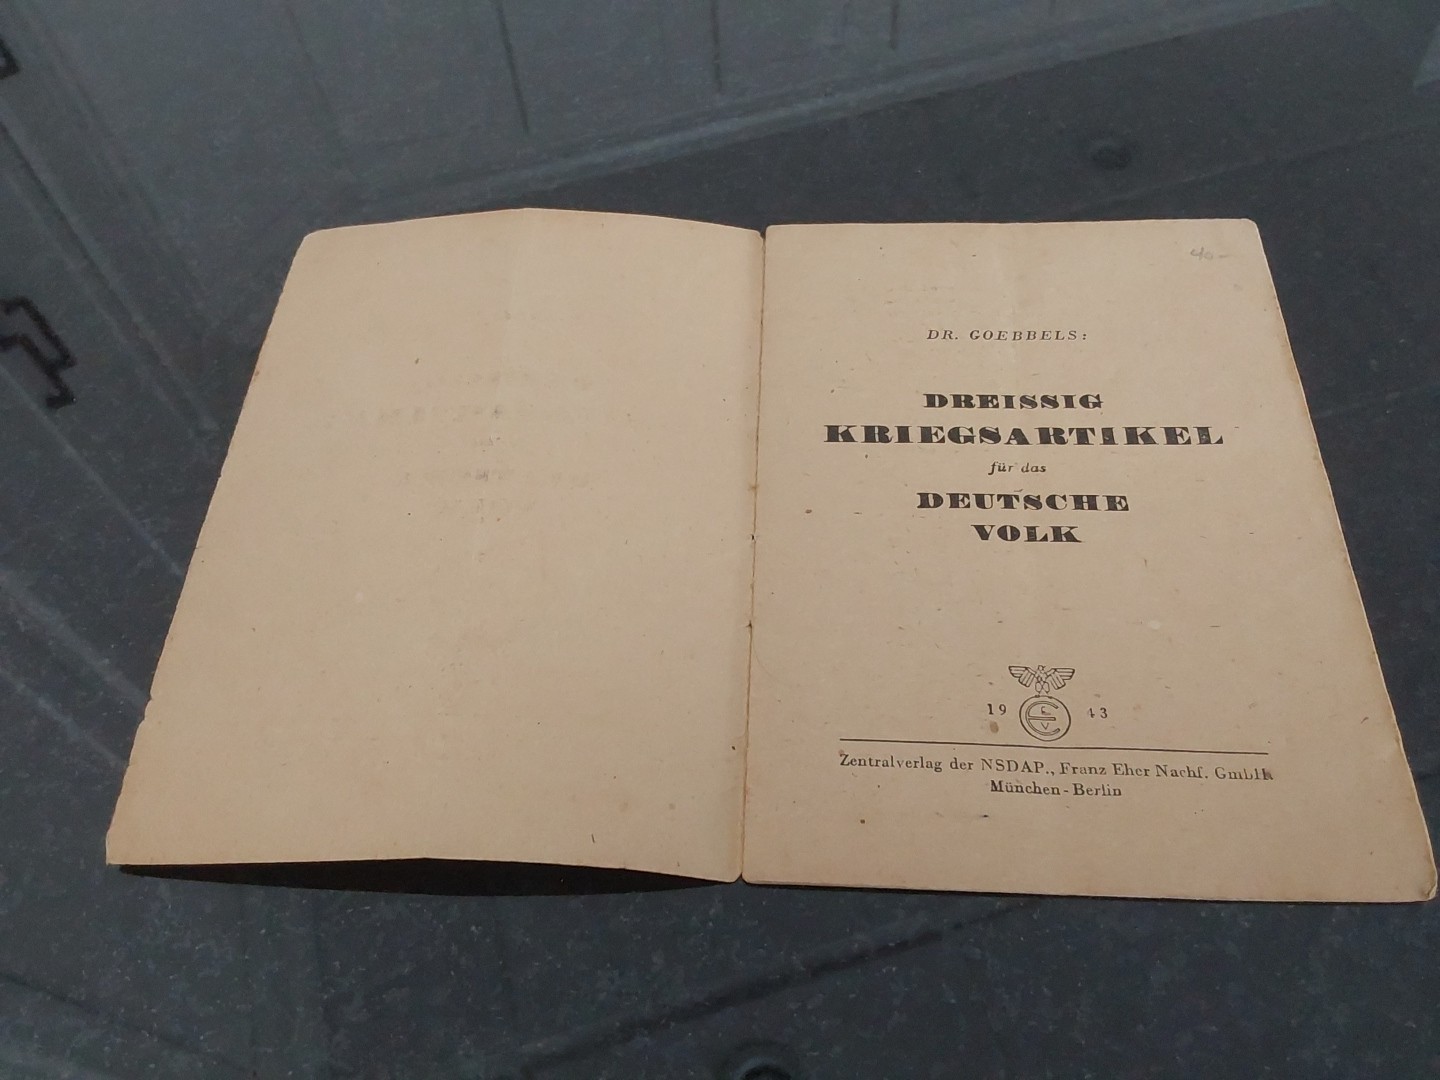 40-
DR. GOEBBELS:
DREISSIG
KRIEGSARTIKEL
für das
DEUTSCHE
VOLK
19 43
Zentralverlag der NSDAP., Franz Eher Nachf. GmbH.
München-Berlin